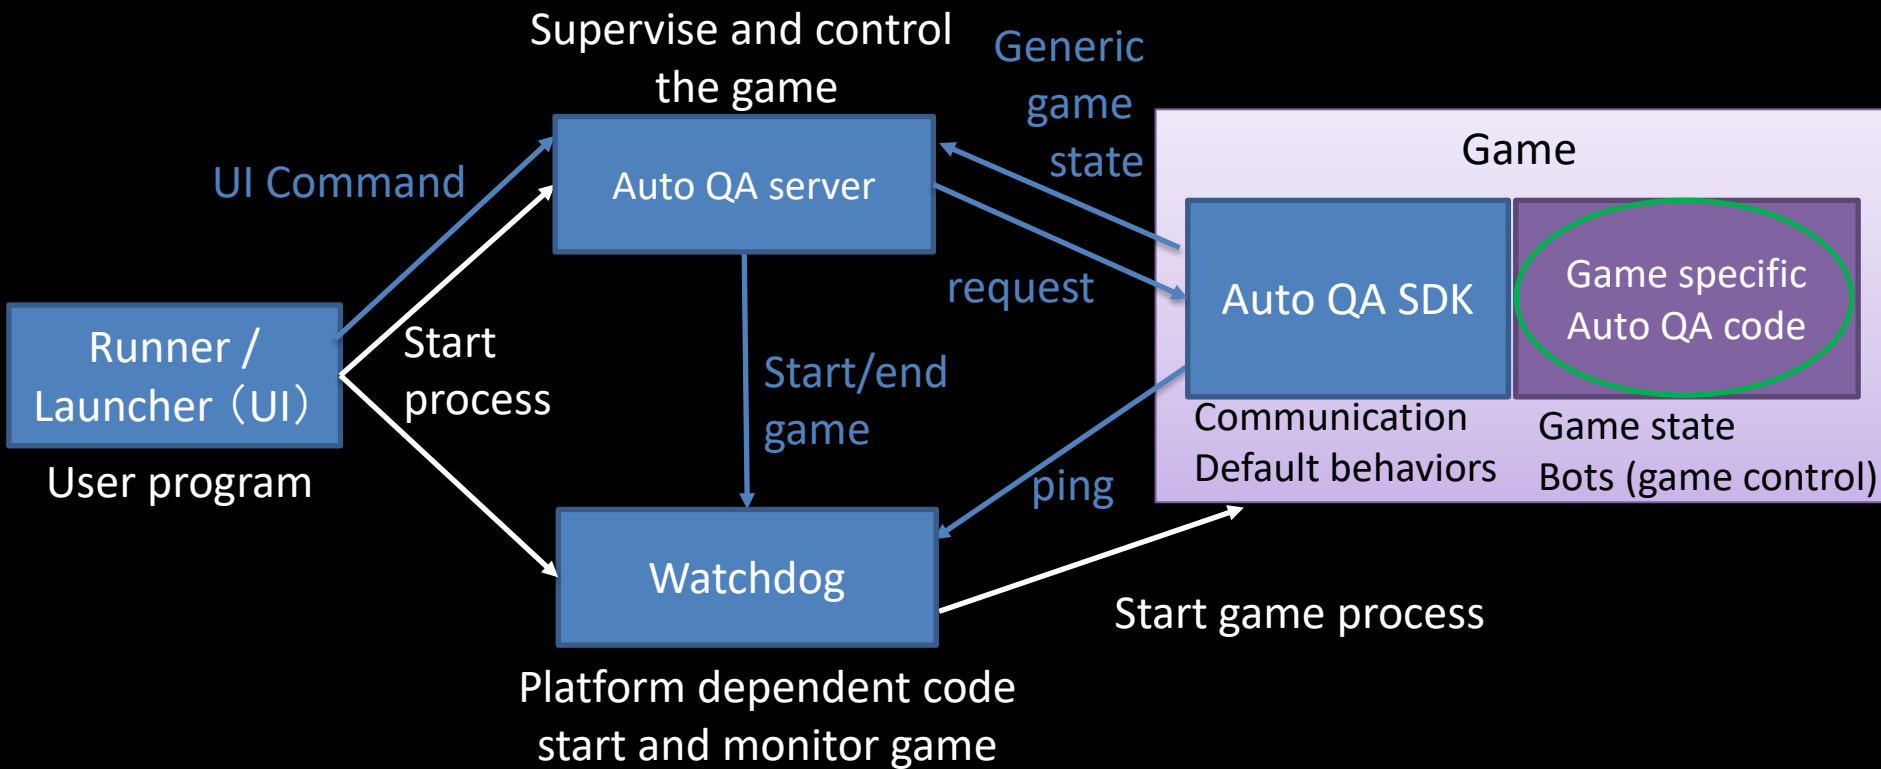 Supervise and control
the game
Generic
game
state
UI Command
Auto QA server
Game
request
Auto QA SDK
Game specific
Auto QA code
Runner /
Launcher（UI）
Start
process
Start/end
game
Communication
Default behaviors
Game state
Bots (game control)
User program
ping
Watchdog
Start game process
Platform dependent code
start and monitor game